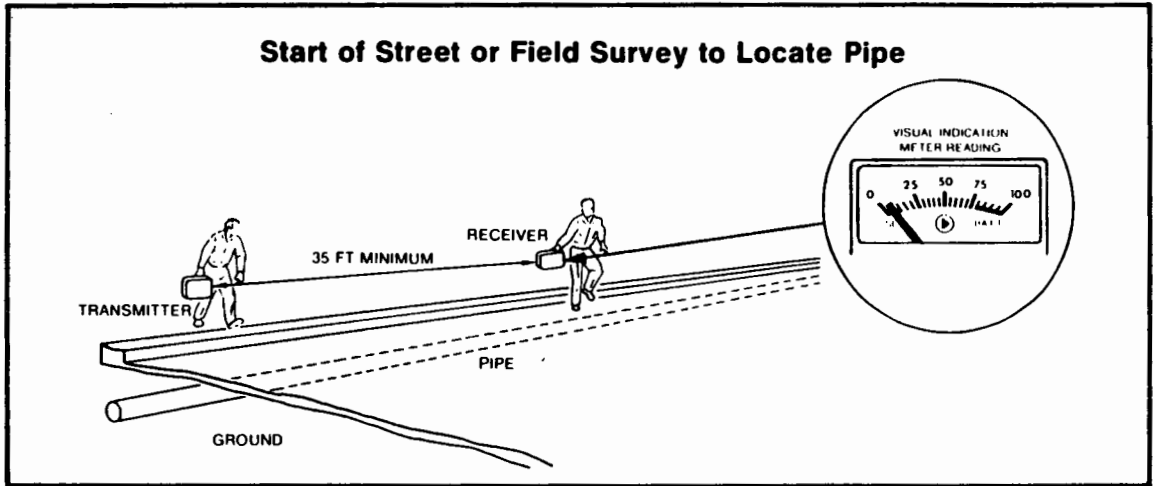 Start of Street or Field Survey to Locate Pipe
VISUAL INDICATION
METER READING
0 25 50 75 100
BATT
RECEIVER
35 FT MINIMUM
TRANSMITTER
PIPE
GROUND